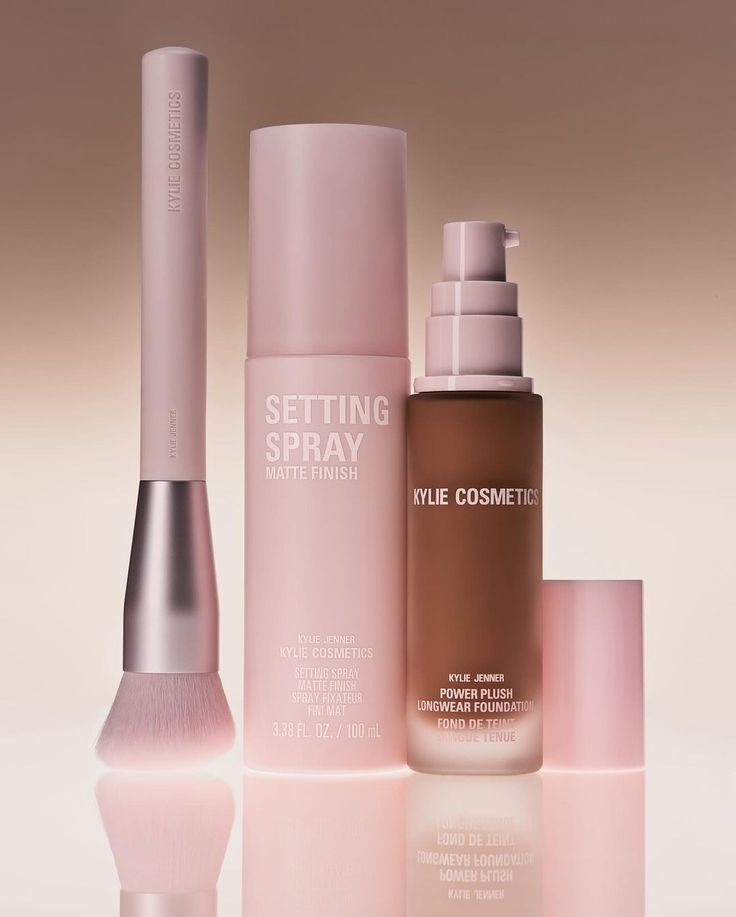 KYLIE COSMETICS
KYLIE JENNER
SETTING
SPRAY
MATTE FINISH
KYLIE JENNER
KYLIE COSMETICS
SETTING SPRAY
MATTE FINISH
SPRAY FIXATEUR
FINI MAT
3.38 FL. OZ. / 100 mL
KYLIE COSMETICS
KYLIE JENNER
POWER PLUSH
LONGWEAR FOUNDATION
FOND DE TEINT
LONGUE TENUE